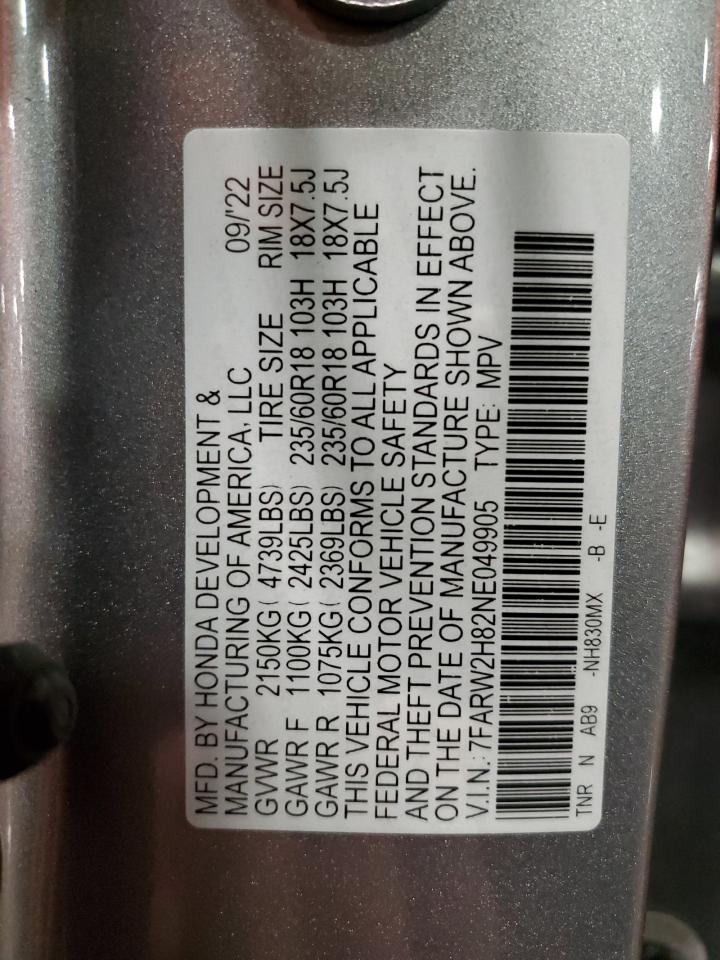 MFD. BY HONDA DEVELOPMENT &
MANUFACTURING OF AMERICA, LLC 09/'22
GVWR 2150KG( 4739LBS) TIRE SIZE RIM SIZE
GAWR F 1100KG( 2425LBS) 235/60R18 103H 18X7.5J
GAWR R 1075KG( 2369LBS) 235/60R18 103H 18X7.5J
THIS VEHICLE CONFORMS TO ALL APPLICABLE
FEDERAL MOTOR VEHICLE SAFETY
AND THEFT PREVENTION STANDARDS IN EFFECT
ON THE DATE OF MANUFACTURE SHOWN ABOVE.
V.I.N.: 7FARW2H82NE049905 TYPE: MPV
TNR N AB9 -NH830MX -B -E